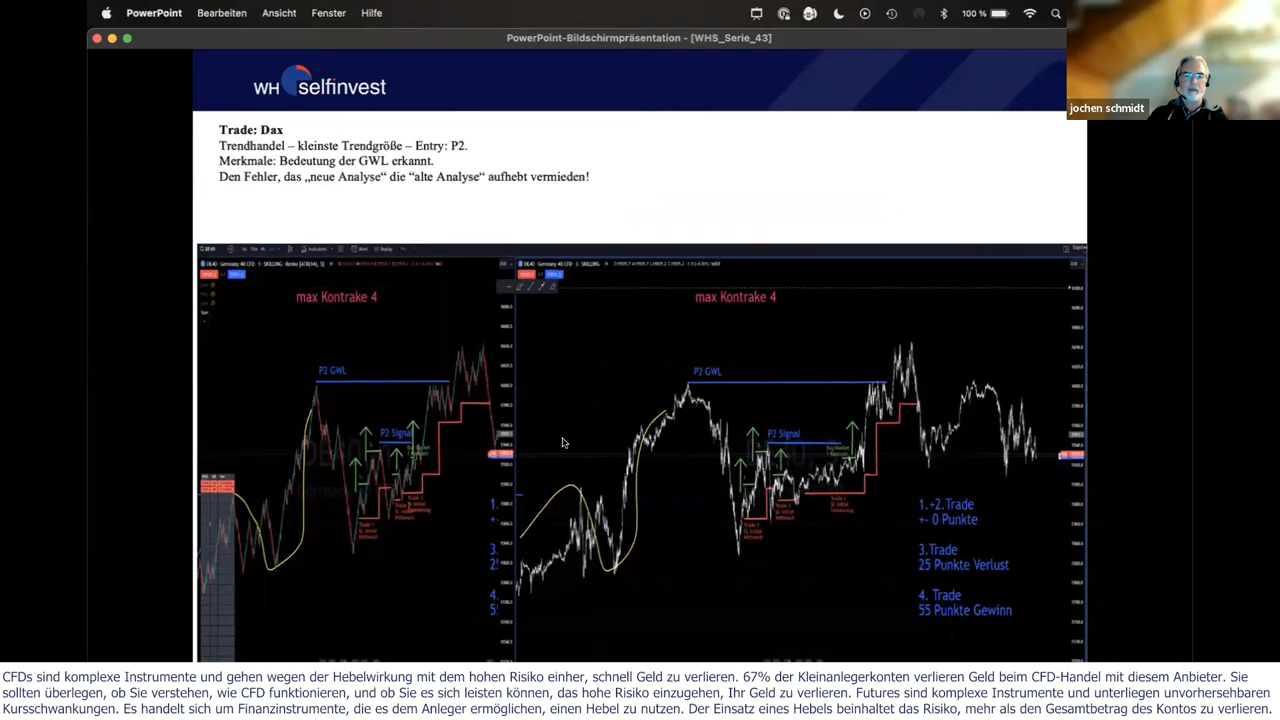 PowerPoint Bearbeiten Ansicht Fenster Hilfe 100 %
PowerPoint-Bildschirmpräsentation - [WHS_Serie_43]
jochen schmidt
WH selfinvest
Trade: Dax
Trendhandel – kleinste Trendgröße – Entry: P2.
Merkmale: Bedeutung der GWL erkannt.
Den Fehler, das „neue Analyse“ die “alte Analyse“ aufhebt vermieden!
max Kontrake 4
P2 GWL
P2 Signal
max Kontrake 4
P2 GWL
P2 Signal
1.+2.Trade
+- 0 Punkte
3.Trade
25 Punkte Verlust
4. Trade
55 Punkte Gewinn
CFDs sind komplexe Instrumente und gehen wegen der Hebelwirkung mit dem hohen Risiko einher, schnell Geld zu verlieren. 67% der Kleinanlegerkonten verlieren Geld beim CFD-Handel mit diesem Anbieter. Sie
sollten überlegen, ob Sie verstehen, wie CFD funktionieren, und ob Sie es sich leisten können, das hohe Risiko einzugehen, Ihr Geld zu verlieren. Futures sind komplexe Instrumente und unterliegen unvorhersehbaren
Kursschwankungen. Es handelt sich um Finanzinstrumente, die es dem Anleger ermöglichen, einen Hebel zu nutzen. Der Einsatz eines Hebels beinhaltet das Risiko, mehr als den Gesamtbetrag des Kontos zu verlieren.